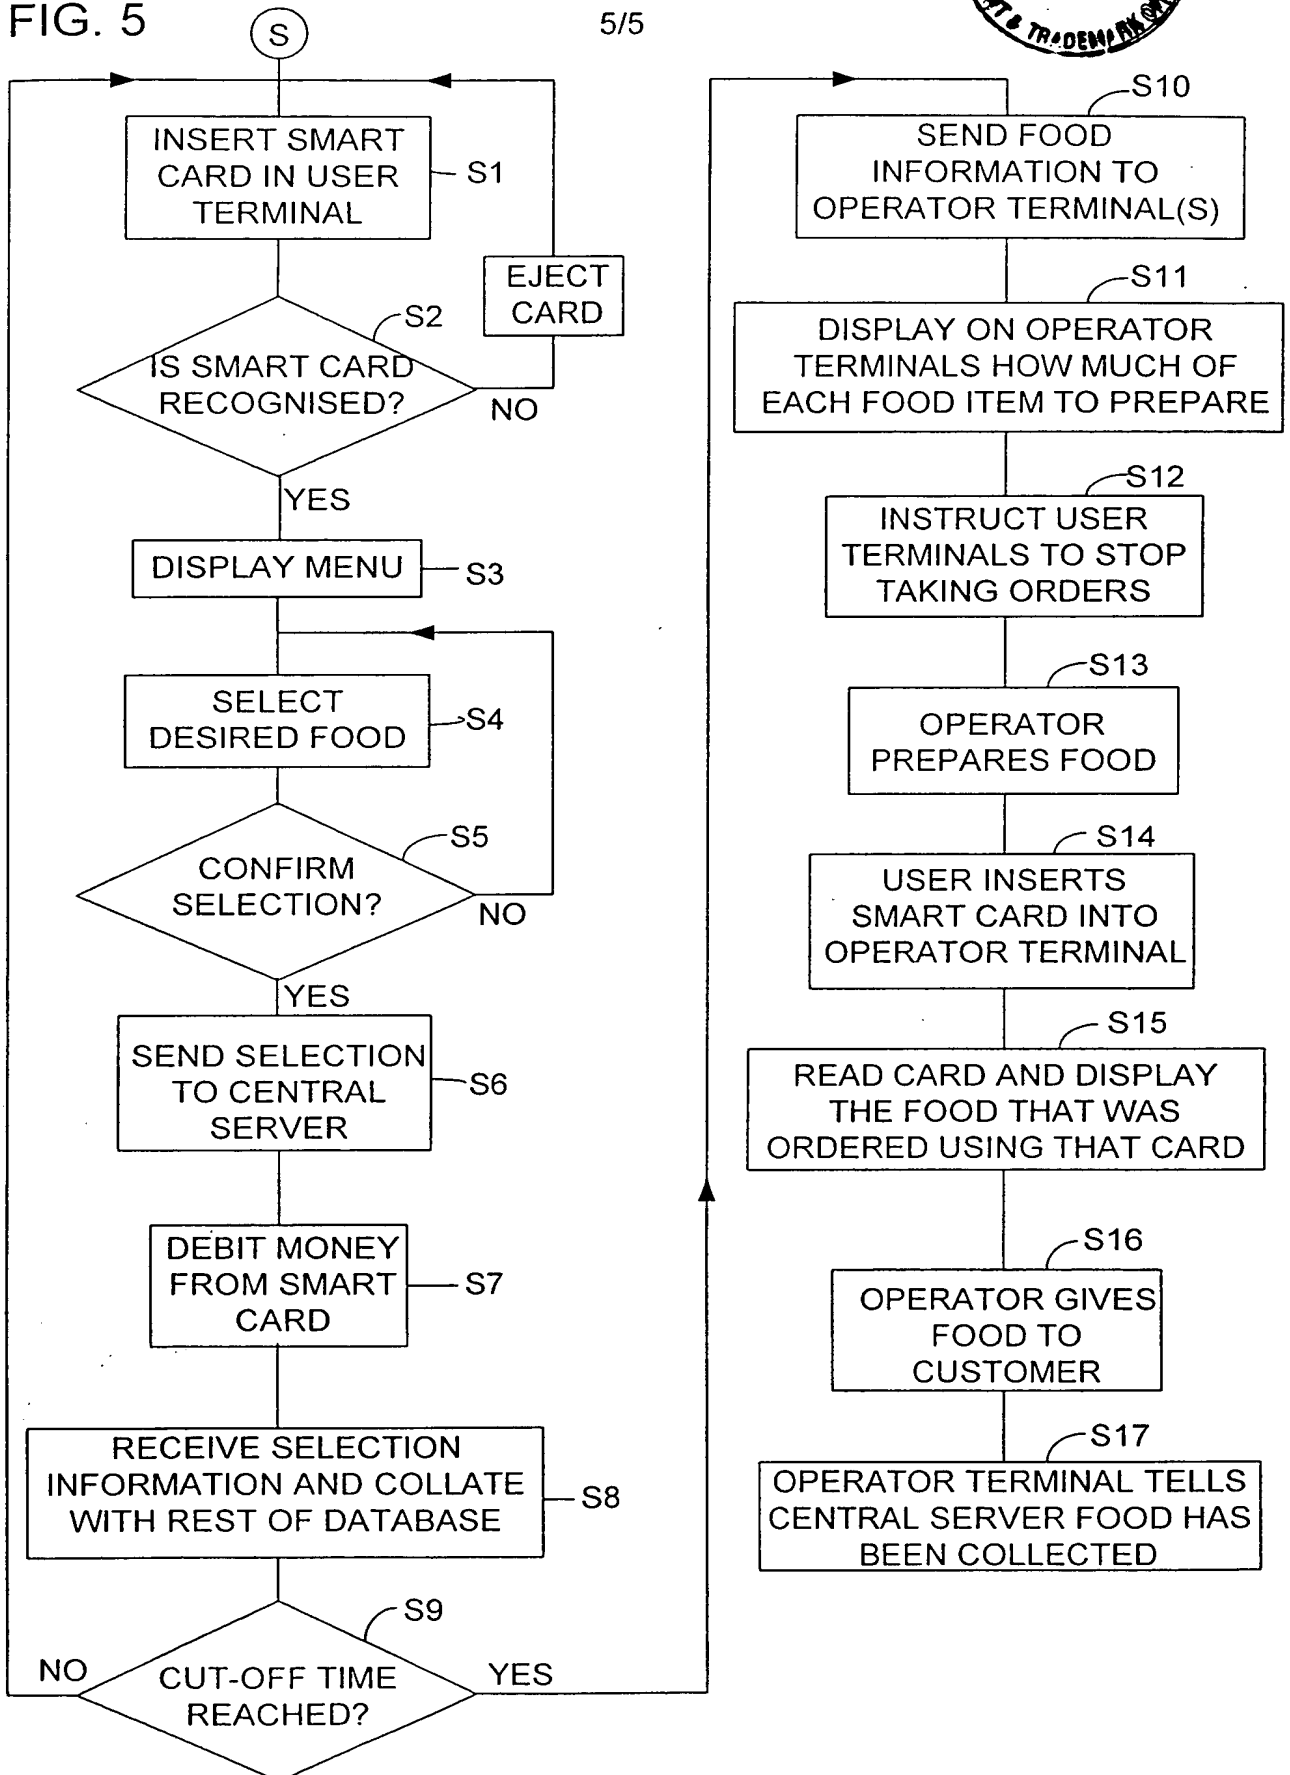 FIG. 5
5/5
T & TRADEMARK
S
INSERT SMART
CARD IN USER
TERMINAL
S1
EJECT
CARD
S2
IS SMART CARD
RECOGNISED?
NO
YES
DISPLAY MENU
S3
SELECT
DESIRED FOOD
S4
S5
CONFIRM
SELECTION?
NO
YES
SEND SELECTION
TO CENTRAL
SERVER
S6
DEBIT MONEY
FROM SMART
CARD
S7
RECEIVE SELECTION
INFORMATION AND COLLATE
WITH REST OF DATABASE
S8
S9
NO
CUT-OFF TIME
REACHED?
YES
S10
SEND FOOD
INFORMATION TO
OPERATOR TERMINAL(S)
S11
DISPLAY ON OPERATOR
TERMINALS HOW MUCH OF
EACH FOOD ITEM TO PREPARE
S12
INSTRUCT USER
TERMINALS TO STOP
TAKING ORDERS
S13
OPERATOR
PREPARES FOOD
S14
USER INSERTS
SMART CARD INTO
OPERATOR TERMINAL
S15
READ CARD AND DISPLAY
THE FOOD THAT WAS
ORDERED USING THAT CARD
S16
OPERATOR GIVES
FOOD TO
CUSTOMER
S17
OPERATOR TERMINAL TELLS
CENTRAL SERVER FOOD HAS
BEEN COLLECTED